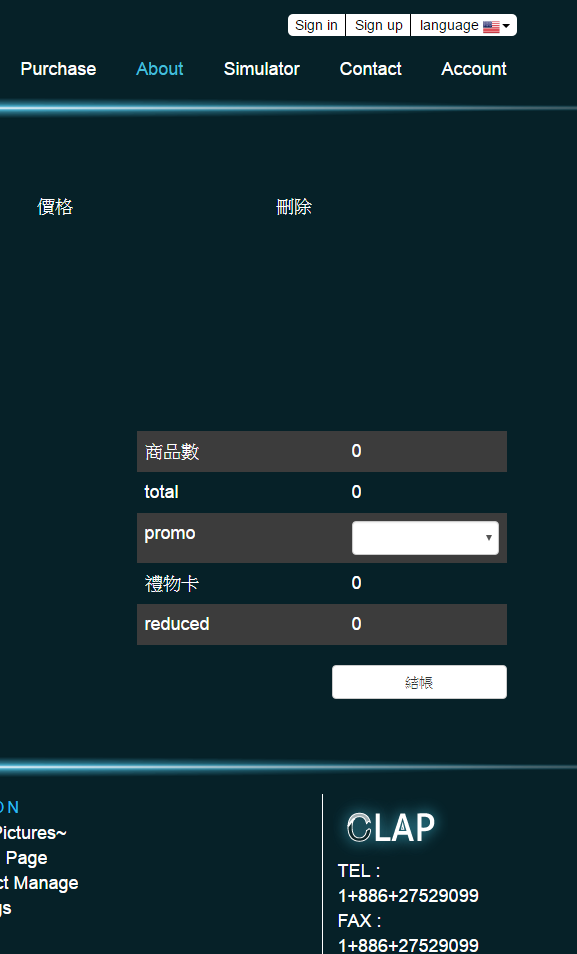 Sign in Sign up language
Purchase About Simulator Contact Account
價格 刪除
商品數 0
total 0
promo
禮物卡 0
reduced 0
結帳
ON
Pictures~
Page
ct Manage
gs
CLAP
TEL :
1+886+27529099
FAX :
1+886+27529099